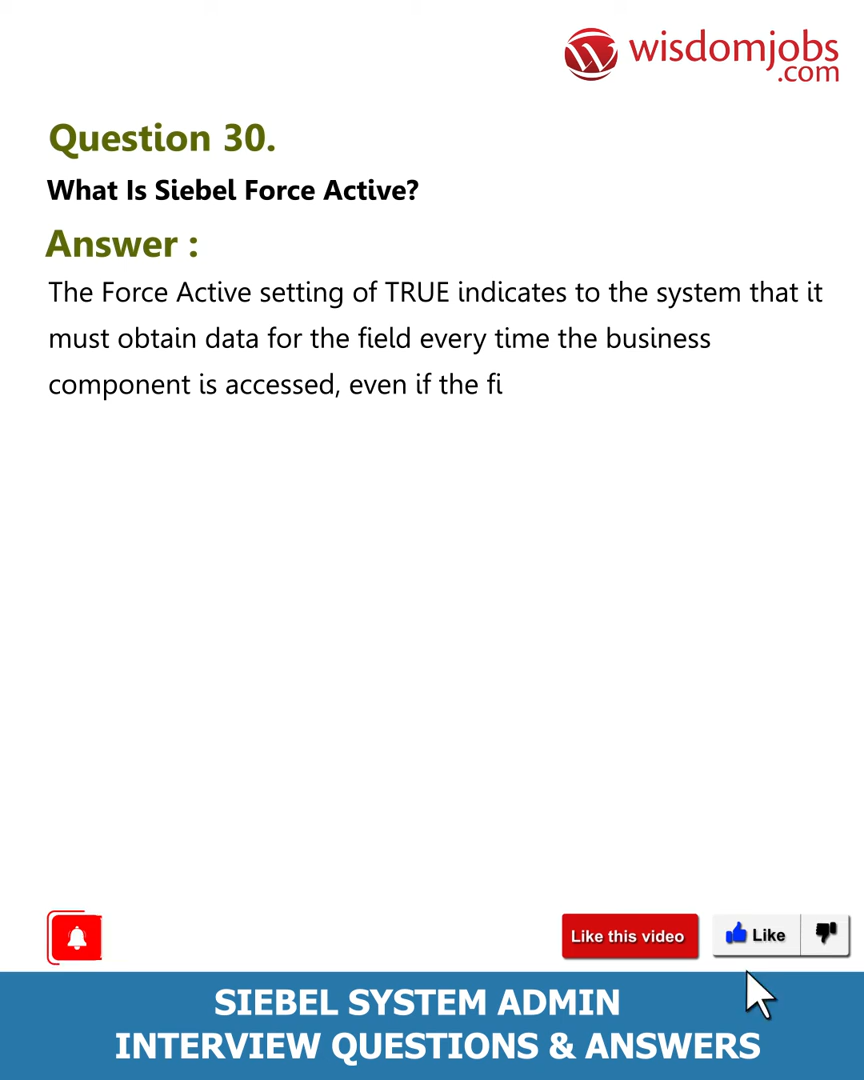 wisdomjobs
.com
Question 30.
What Is Siebel Force Active?
Answer :
The Force Active setting of TRUE indicates to the system that it
must obtain data for the field every time the business
component is accessed, even if the fi
Like this video
Like
SIEBEL SYSTEM ADMIN
INTERVIEW QUESTIONS & ANSWERS